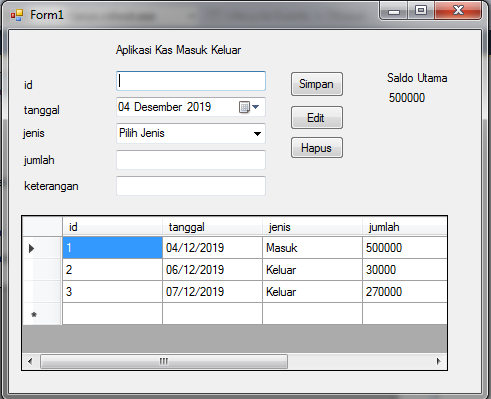 Form1
Aplikasi Kas Masuk Keluar
id
Simpan
Saldo Utama
tanggal
04 Desember 2019
500000
Edit
jenis
Pilih Jenis
jumlah
Hapus
keterangan
id tanggal jenis jumlah
1 04/12/2019 Masuk 500000
2 06/12/2019 Keluar 30000
3 07/12/2019 Keluar 270000